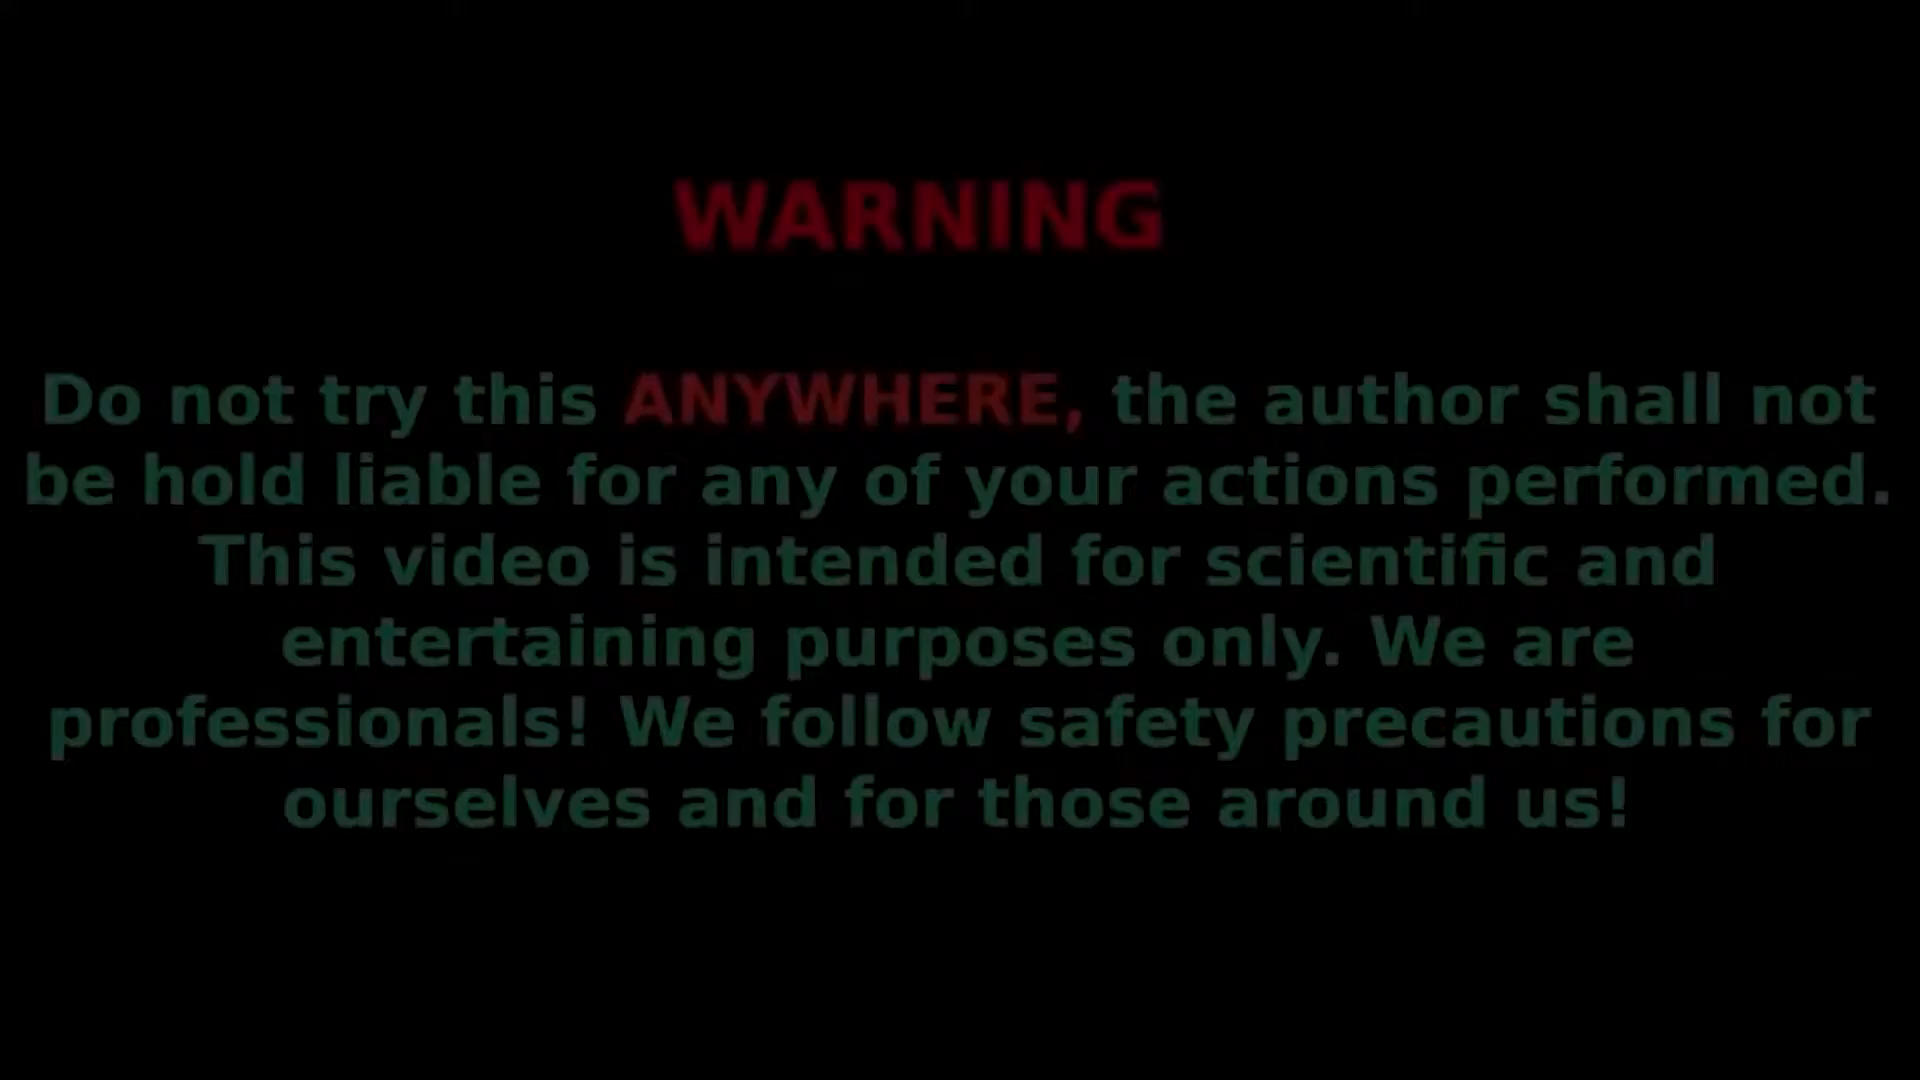 WARNING
Do not try this ANYWHERE, the author shall not
be hold liable for any of your actions performed.
This video is intended for scientific and
entertaining purposes only. We are
professionals! We follow safety precautions for
ourselves and for those around us!